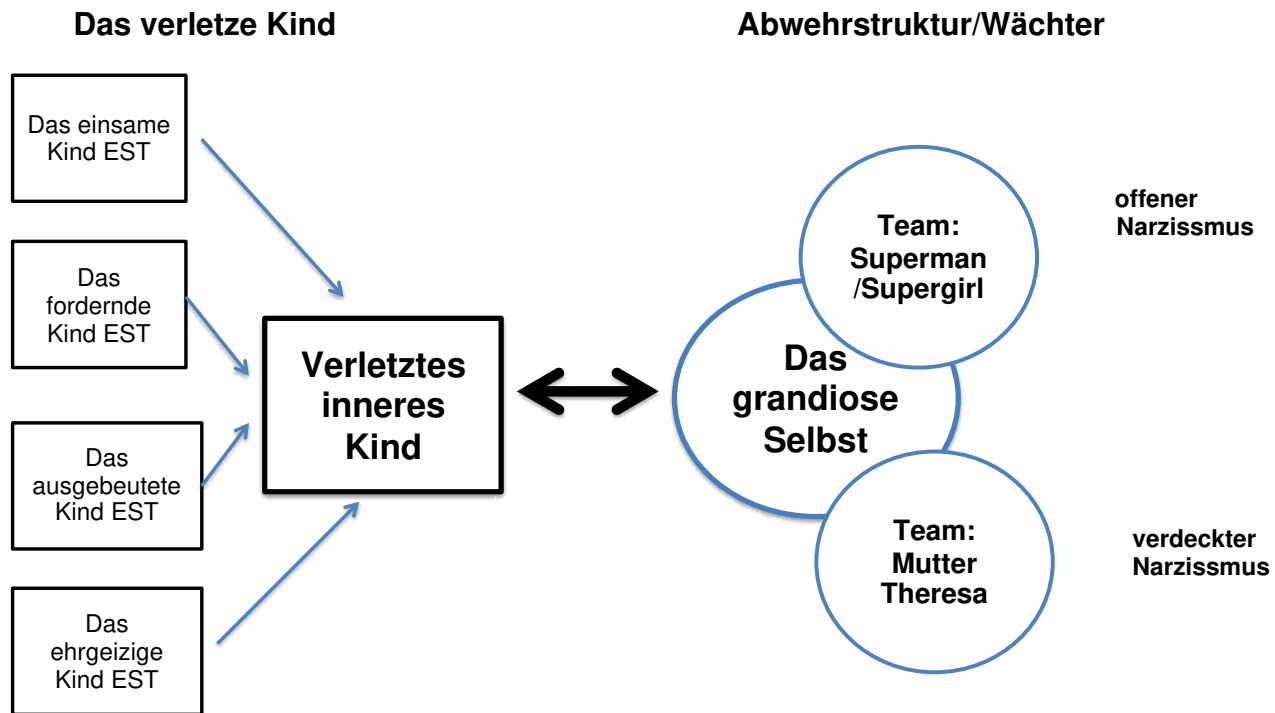 Das verletze Kind
Abwehrstruktur/Wächter
Das einsame
Kind EST
Das
fordernde
Kind EST
Das
ausgebeutete
Kind EST
Das
ehrgeizige
Kind EST
Verletztes
inneres
Kind
Team:
Superman
/Supergirl
Das
grandiose
Selbst
Team:
Mutter
Theresa
offener
Narzissmus
verdeckter
Narzissmus